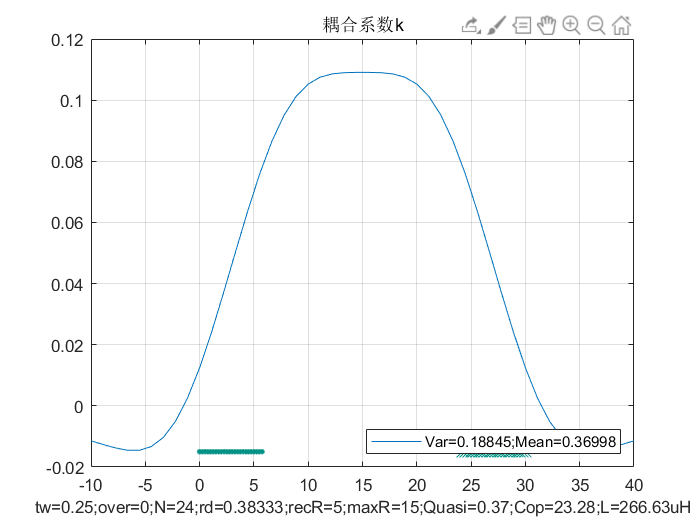 耦合系数k
0.12
0.1
0.08
0.06
0.04
0.02
0
-0.02
Var=0.18845;Mean=0.36998
-10 -5 0 5 10 15 20 25 30 35 40
tw=0.25;over=0;N=24;rd=0.38333;recR=5;maxR=15;Quasi=0.37;Cop=23.28;L=266.63uH